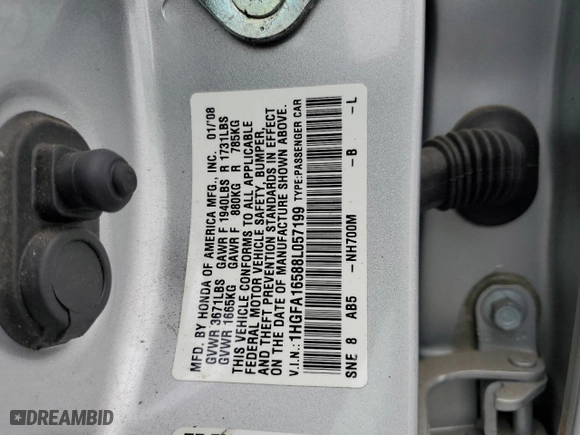 MFD. BY HONDA OF AMERICA MFG., INC. 01/'08
GVWR 3671LBS GAWR F 1940LBS R 1731LBS
GVWR 1665KG GAWR F 880KG R 785KG
THIS VEHICLE CONFORMS TO ALL APPLICABLE
FEDERAL MOTOR VEHICLE SAFETY, BUMPER,
AND THEFT PREVENTION STANDARDS IN EFFECT
ON THE DATE OF MANUFACTURE SHOWN ABOVE.
V.I.N.:1HGFA16588L057199 TYPE:PASSENGER CAR
SNE 8 AB5 -NH700M -B -L
DREAMBID